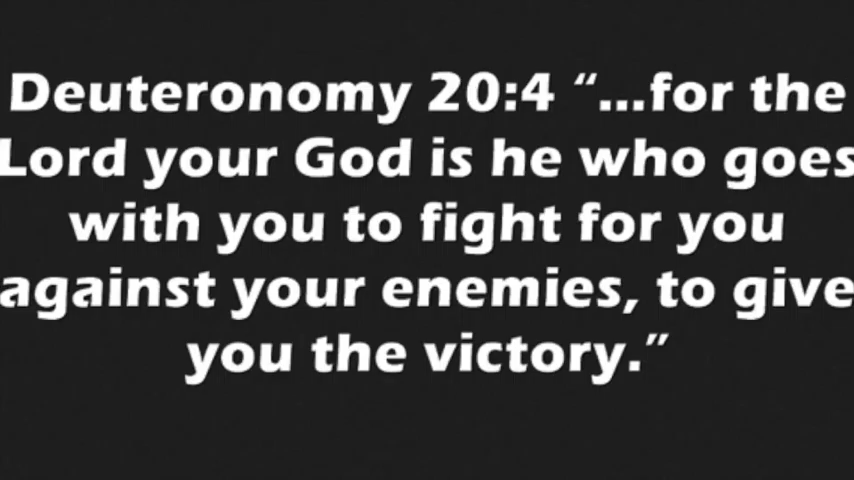 Deuteronomy 20:4 “...for the
Lord your God is he who goes
with you to fight for you
against your enemies, to give
you the victory.”